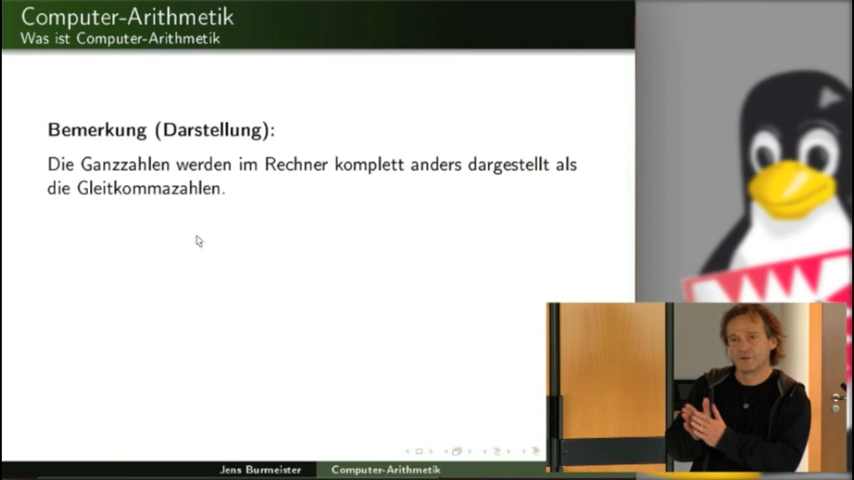 Computer-Arithmetik
Was ist Computer-Arithmetik
Bemerkung (Darstellung):
Die Ganzzahlen werden im Rechner komplett anders dargestellt als
die Gleitkommazahlen.
Jens Burmeister
Computer-Arithmetik